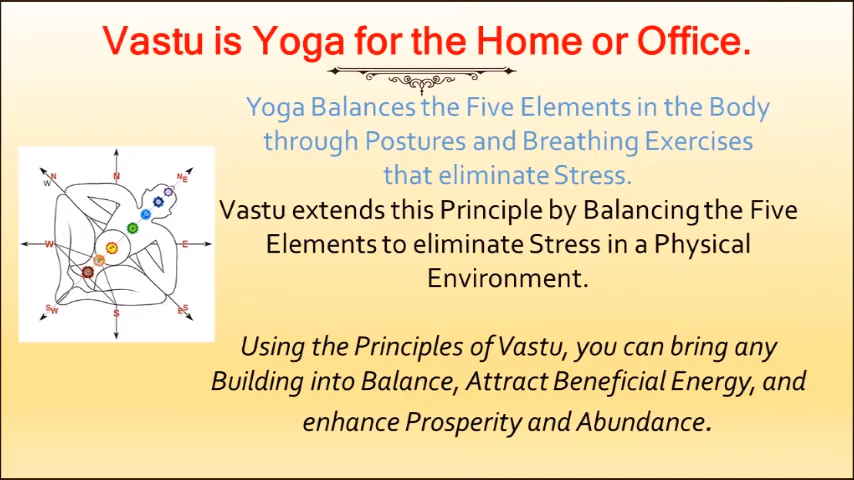 Vastu is Yoga for the Home or Office.
Yoga Balances the Five Elements in the Body
through Postures and Breathing Exercises
that eliminate Stress.
Vastu extends this Principle by Balancing the Five
Elements to eliminate Stress in a Physical
Environment.
Using the Principles of Vastu, you can bring any
Building into Balance, Attract Beneficial Energy, and
enhance Prosperity and Abundance.
N W
N
N E
W
E
S W
S
E S